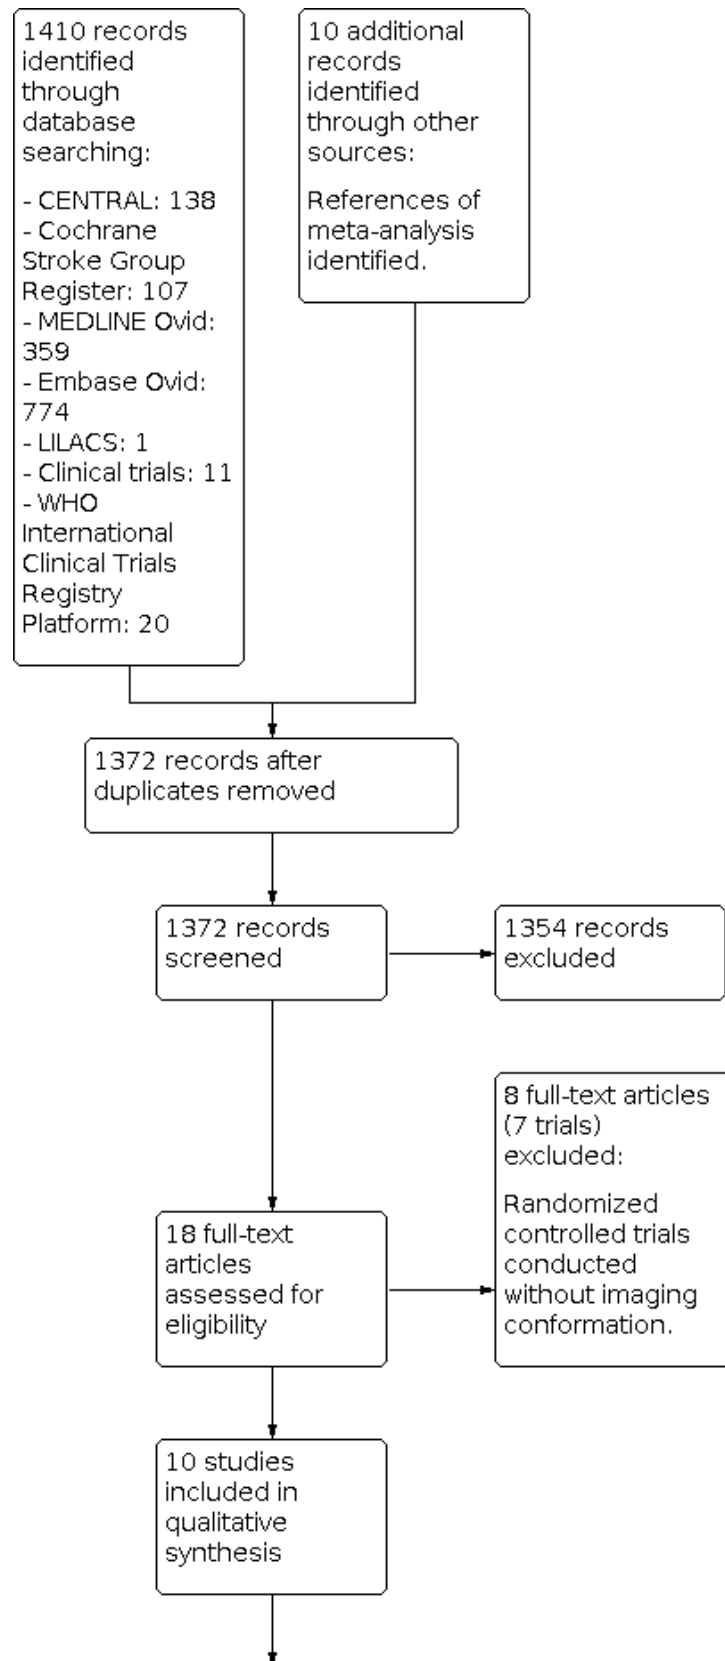 1410 records
identified
through
database
searching:
- CENTRAL: 138
- Cochrane
Stroke Group
Register: 107
- MEDLINE Ovid:
359
- Embase Ovid:
774
- LILACS: 1
- Clinical trials: 11
- WHO
International
Clinical Trials
Registry
Platform: 20
10 additional
records
identified
through other
sources:
References of
meta-analysis
identified.
1372 records after
duplicates removed
1372 records
screened
1354 records
excluded
18 full-text
articles
assessed for
eligibility
8 full-text articles
(7 trials)
excluded:
Randomized
controlled trials
conducted
without imaging
conformation.
10 studies
included in
qualitative
synthesis